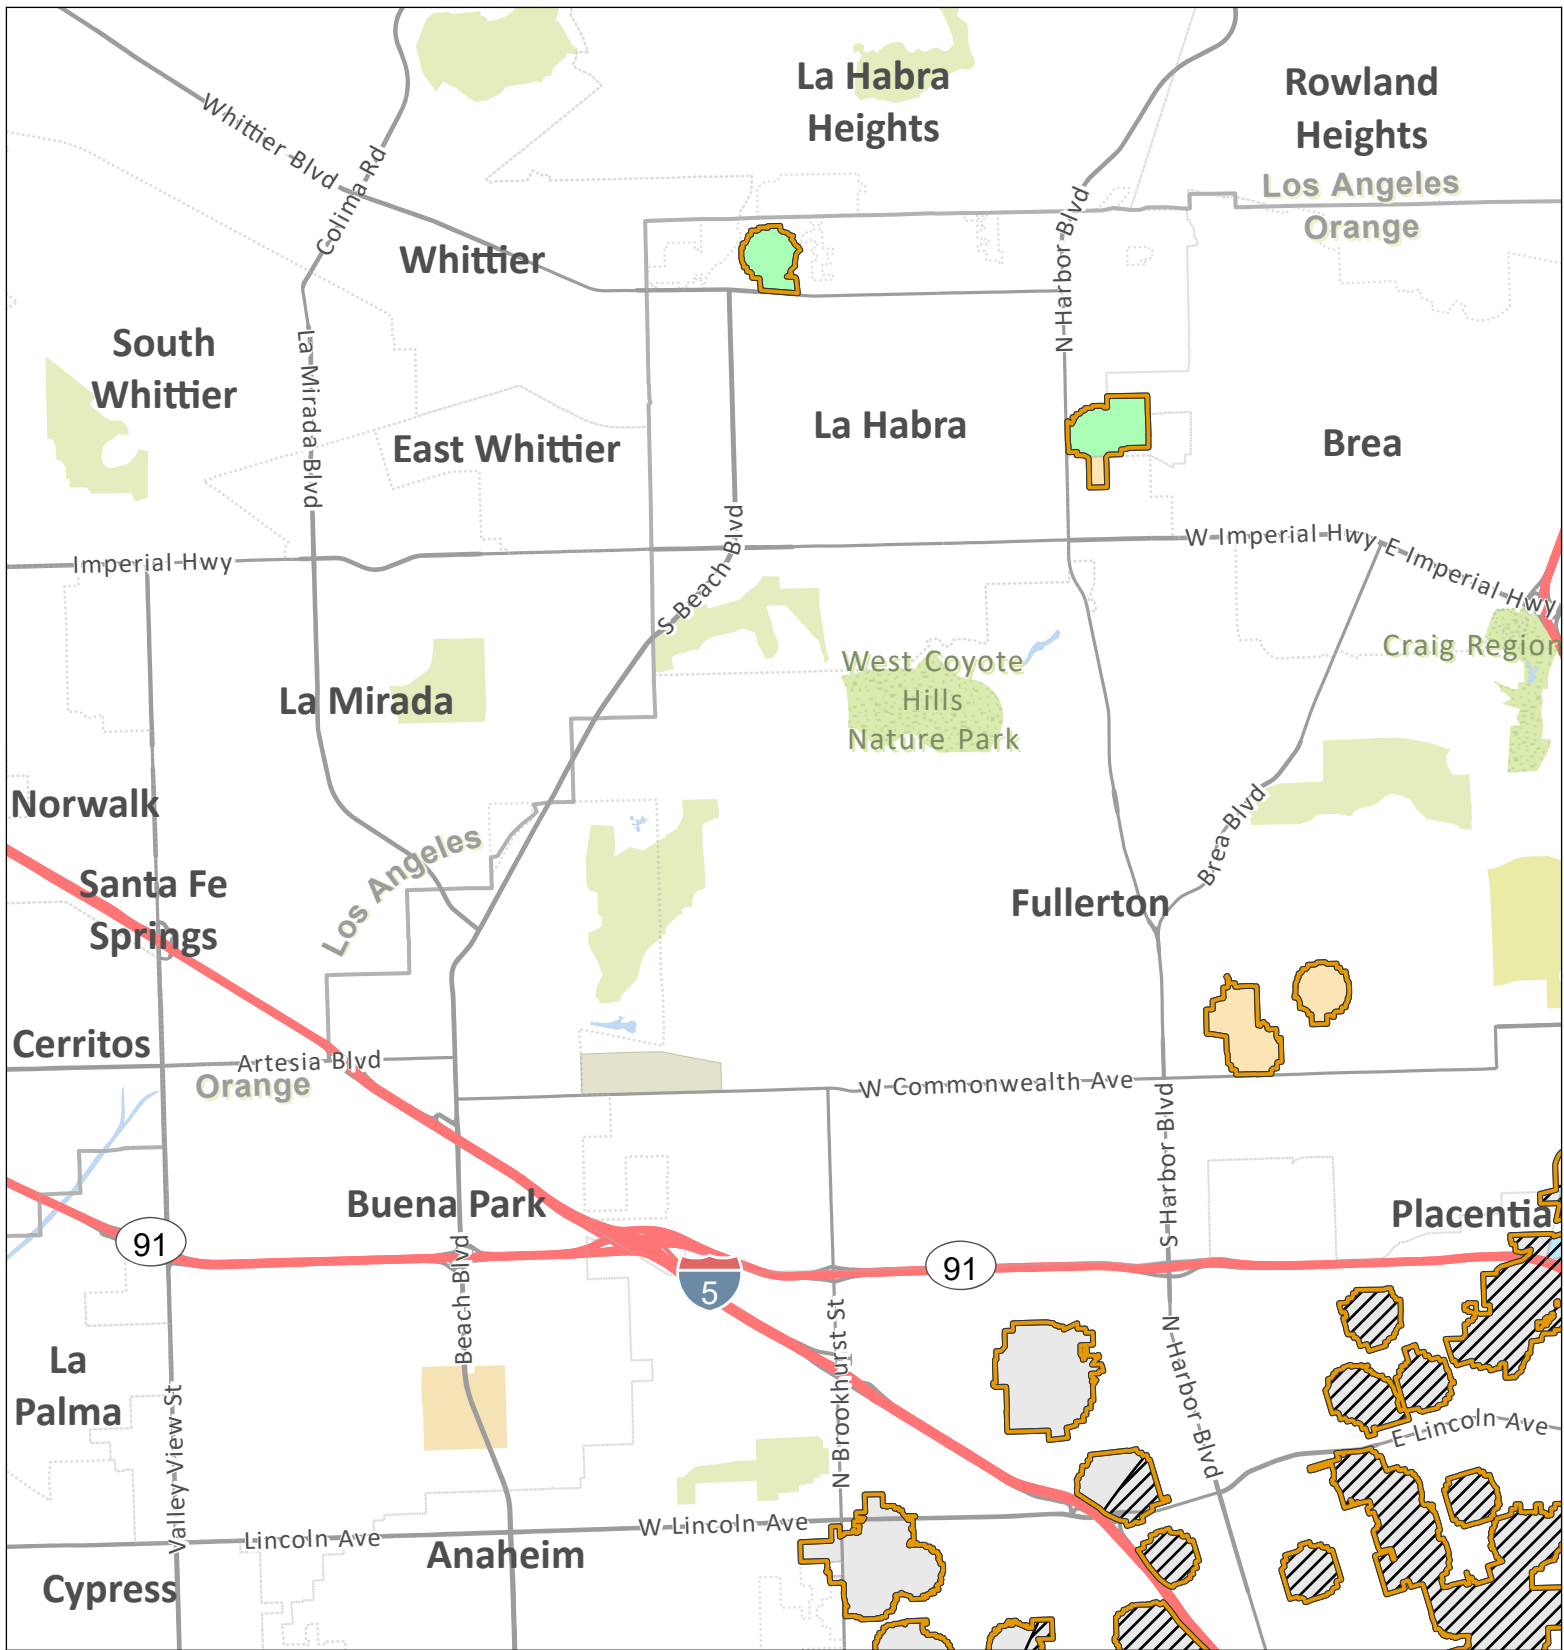 La Habra
Heights
Rowland
Heights
Los Angeles
Orange
Whittier Blvd
Colima Rd
N Harbor Blvd
Whittier
South
Whittier
La Mirada Blvd
East Whittier
La Habra
Brea
Imperial Hwy
S Beach Blvd
W Imperial Hwy
E Imperial Hwy
West Coyote
Hills
Nature Park
Craig Region
La Mirada
Norwalk
Los Angeles
Brea Blvd
Santa Fe
Springs
Fullerton
Cerritos
Artesia Blvd
Orange
W Commonwealth Ave
S Harbor Blvd
Buena Park
Placentia
91
91
5
Beach Blvd
N Brookhurst St
N Harbor Blvd
La
Palma
Valley View St
E Lincoln Ave
Lincoln Ave
W Lincoln Ave
Anaheim
Cypress